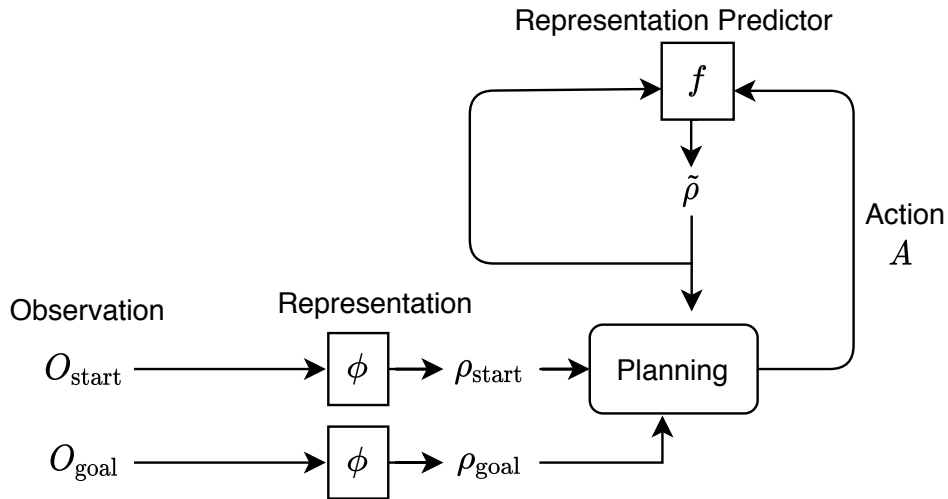 Representation Predictor
f
ρ̃
Action
A
Observation
Representation
O_start
ϕ
ρ_start
Planning
O_goal
ϕ
ρ_goal